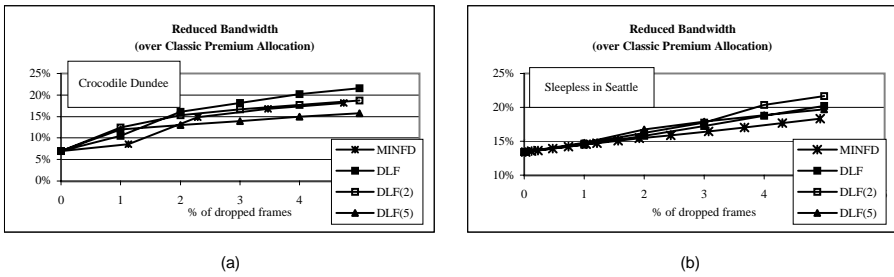 Reduced Bandwidth
(over Classic Premium Allocation)
Crocodile Dundee
25%
20%
15%
10%
5%
0%
0 1 2 3 4
% of dropped frames
MINFD
DLF
DLF(2)
DLF(5)
(a)
Reduced Bandwidth
(over Classic Premium Allocation)
Sleepless in Seattle
25%
20%
15%
10%
0 1 2 3 4
% of dropped frames
MINFD
DLF
DLF(2)
DLF(5)
(b)